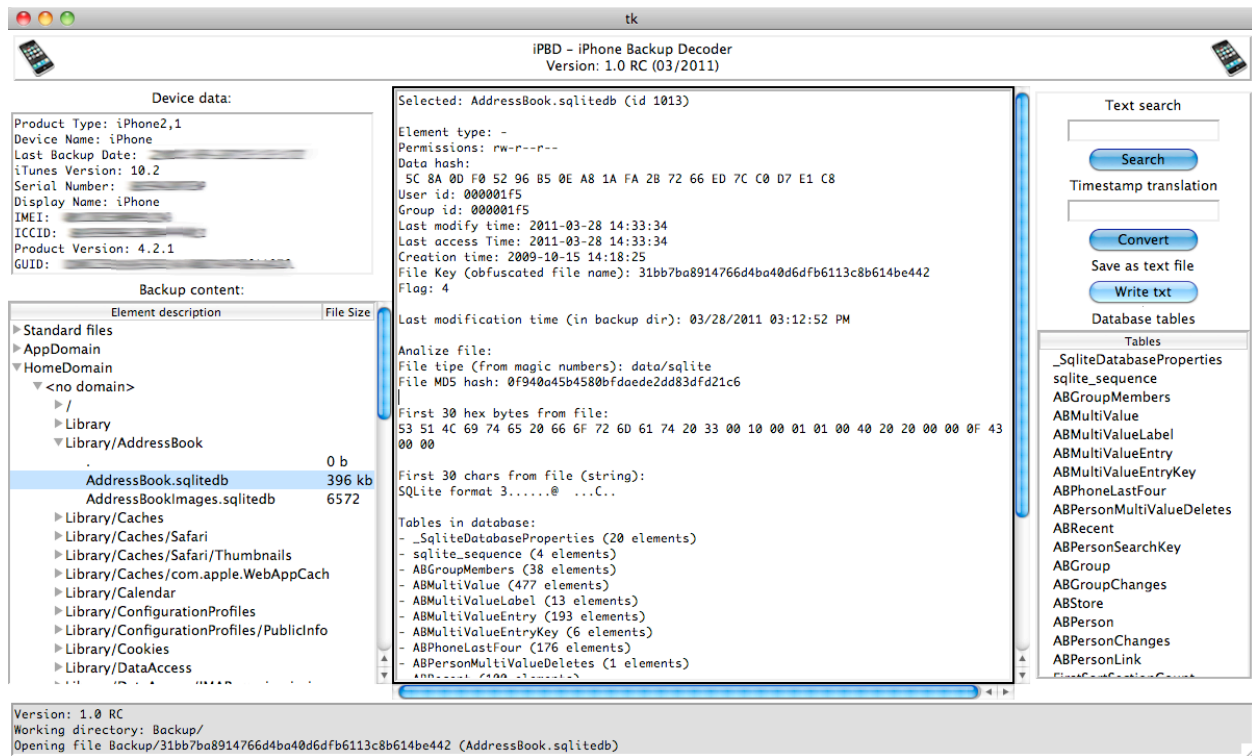 tk
iPBD – iPhone Backup Decoder
Version: 1.0 RC (03/2011)
Device data:
Product Type: iPhone2,1
Device Name: iPhone
Last Backup Date:
iTunes Version: 10.2
Serial Number:
Display Name: iPhone
IMEI:
ICCID:
Product Version: 4.2.1
GUID:
Backup content:
Element description File Size
Standard files
AppDomain
HomeDomain
<no domain>
/
Library
Library/AddressBook
. 0 b
AddressBook.sqlitedb 396 kb
AddressBookImages.sqlitedb 6572
Library/Caches
Library/Caches/Safari
Library/Caches/Safari/Thumbnails
Library/Caches/com.apple.WebAppCach
Library/Calendar
Library/ConfigurationProfiles
Library/ConfigurationProfiles/PublicInfo
Library/Cookies
Library/DataAccess
Selected: AddressBook.sqlitedb (id 1013)
Element type: -
Permissions: rw-r--r--
Data hash:
5C 8A 0D F0 52 96 B5 0E A8 1A FA 2B 72 66 ED 7C C0 D7 E1 C8
User id: 000001f5
Group id: 000001f5
Last modify time: 2011-03-28 14:33:34
Last access Time: 2011-03-28 14:33:34
Creation time: 2009-10-15 14:18:25
File Key (obfuscated file name): 31bb7ba8914766d4ba40d6dfb6113c8b614be442
Flag: 4
Last modification time (in backup dir): 03/28/2011 03:12:52 PM
Analize file:
File tipe (from magic numbers): data/sqlite
File MD5 hash: 0f940a45b4580bfdaede2dd83dfd21c6
First 30 hex bytes from file:
53 51 4C 69 74 65 20 66 6F 72 6D 61 74 20 33 00 10 00 01 01 00 40 20 20 00 00 0F 43
00 00
First 30 chars from file (string):
SQLite format 3......@  ...C..
Tables in database:
- _SqliteDatabaseProperties (20 elements)
- sqlite_sequence (4 elements)
- ABGroupMembers (38 elements)
- ABMultiValue (477 elements)
- ABMultiValueLabel (13 elements)
- ABMultiValueEntry (193 elements)
- ABMultiValueEntryKey (6 elements)
- ABPhoneLastFour (176 elements)
- ABPersonMultiValueDeletes (1 elements)
Text search
Search
Timestamp translation
Convert
Save as text file
Write txt
Database tables
Tables
_SqliteDatabaseProperties
sqlite_sequence
ABGroupMembers
ABMultiValue
ABMultiValueLabel
ABMultiValueEntry
ABMultiValueEntryKey
ABPhoneLastFour
ABPersonMultiValueDeletes
ABRecent
ABPersonSearchKey
ABGroup
ABGroupChanges
ABStore
ABPerson
ABPersonChanges
ABPersonLink
Version: 1.0 RC
Working directory: Backup/
Opening file Backup/31bb7ba8914766d4ba40d6dfb6113c8b614be442 (AddressBook.sqlitedb)